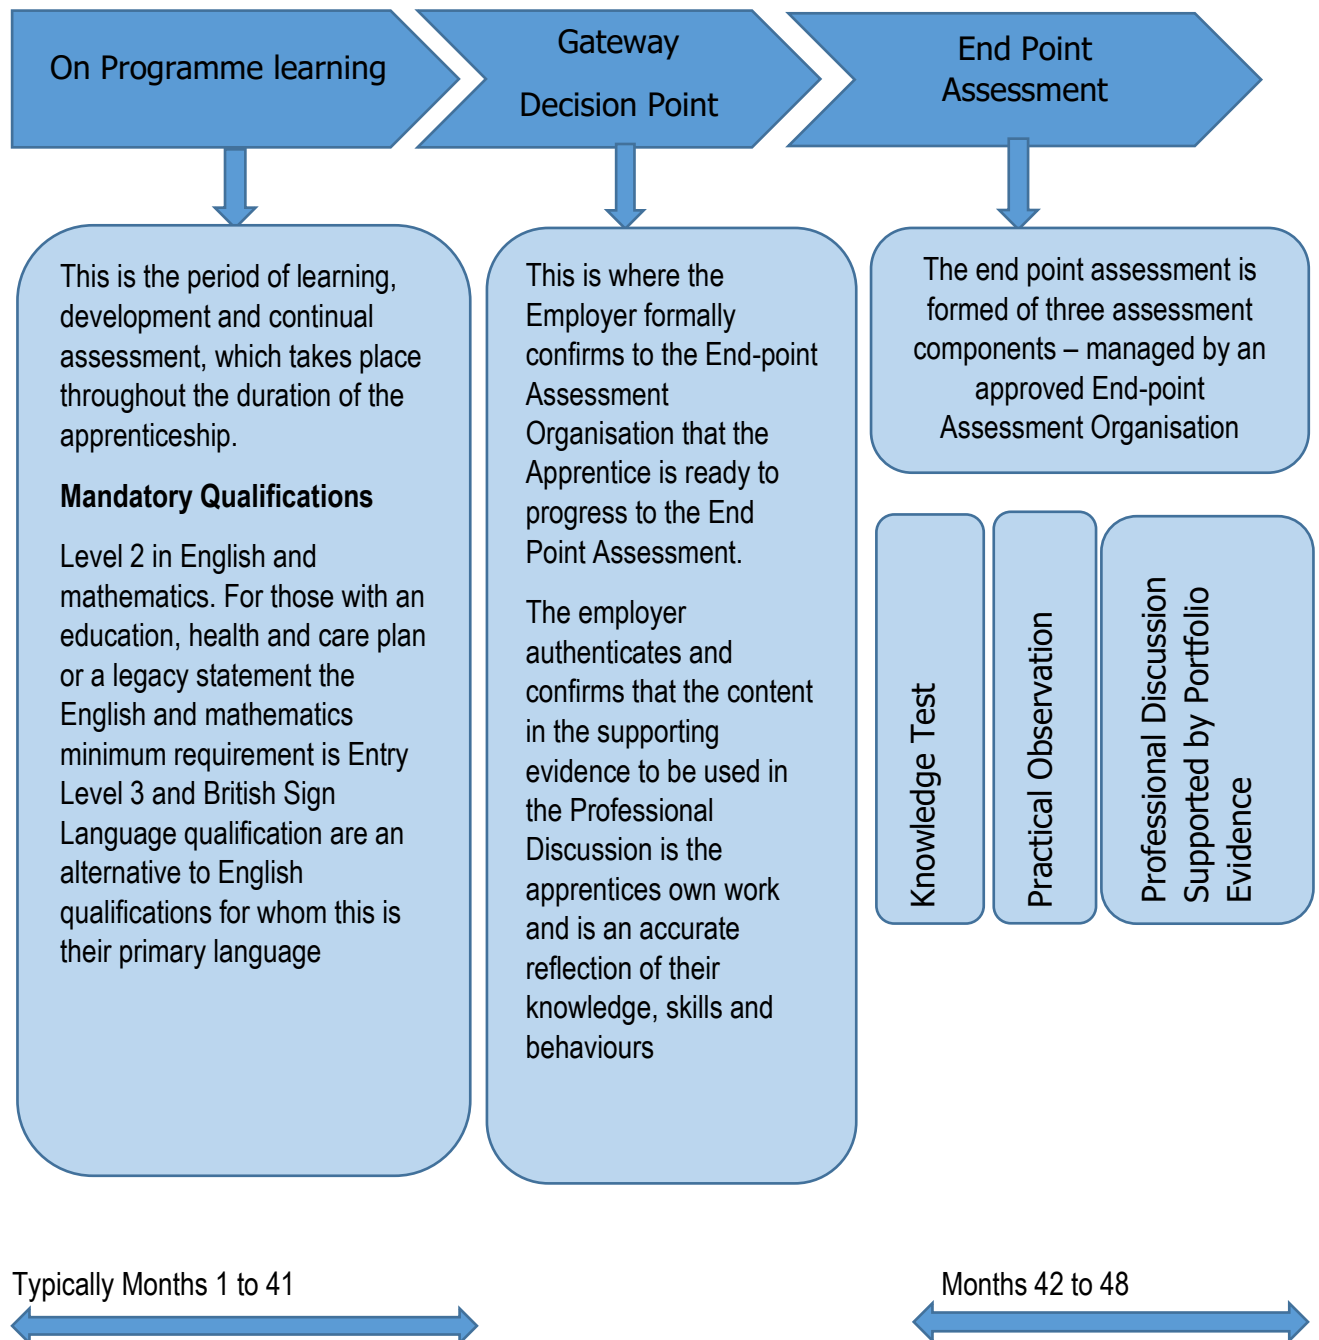 On Programme learning
Gateway
Decision Point
End Point
Assessment
This is the period of learning,
development and continual
assessment, which takes place
throughout the duration of the
apprenticeship.
Mandatory Qualifications
Level 2 in English and
mathematics. For those with an
education, health and care plan
or a legacy statement the
English and mathematics
minimum requirement is Entry
Level 3 and British Sign
Language qualification are an
alternative to English
qualifications for whom this is
their primary language
This is where the
Employer formally
confirms to the End-point
Assessment
Organisation that the
Apprentice is ready to
progress to the End
Point Assessment.
The employer
authenticates and
confirms that the content
in the supporting
evidence to be used in
the Professional
Discussion is the
apprentices own work
and is an accurate
reflection of their
knowledge, skills and
behaviours
The end point assessment is
formed of three assessment
components – managed by an
approved End-point
Assessment Organisation
Knowledge Test
Practical Observation
Professional Discussion
Supported by Portfolio
Evidence
Typically Months 1 to 41
Months 42 to 48